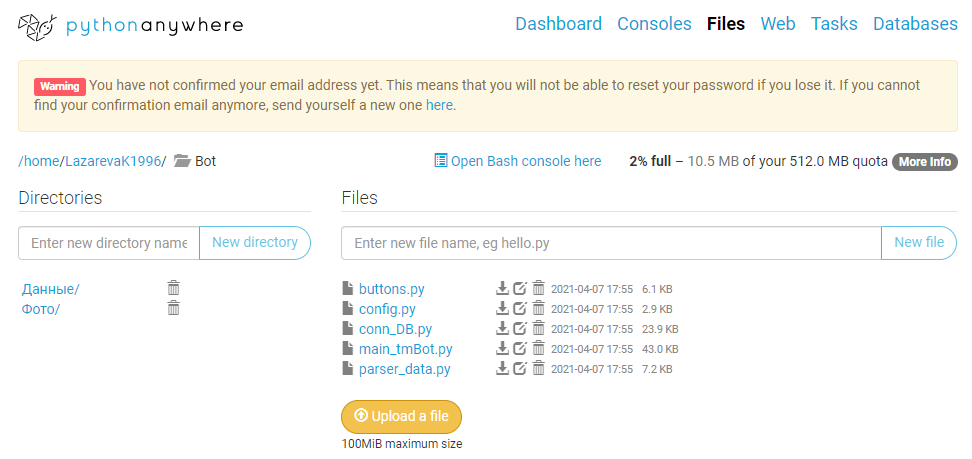 pythonanywhere
Dashboard Consoles Files Web Tasks Databases
Warning You have not confirmed your email address yet. This means that you will not be able to reset your password if you lose it. If you cannot
find your confirmation email anymore, send yourself a new one here.
/home/LazarevaK1996/ Bot
Open Bash console here
2% full – 10.5 MB of your 512.0 MB quota More Info
Directories
Enter new directory name New directory
Данные/
Фото/
Files
Enter new file name, eg hello.py New file
buttons.py 2021-04-07 17:55 6.1 KB
config.py 2021-04-07 17:55 2.9 KB
conn_DB.py 2021-04-07 17:55 23.9 KB
main_tmBot.py 2021-04-07 17:55 43.0 KB
parser_data.py 2021-04-07 17:55 7.2 KB
Upload a file
100MiB maximum size